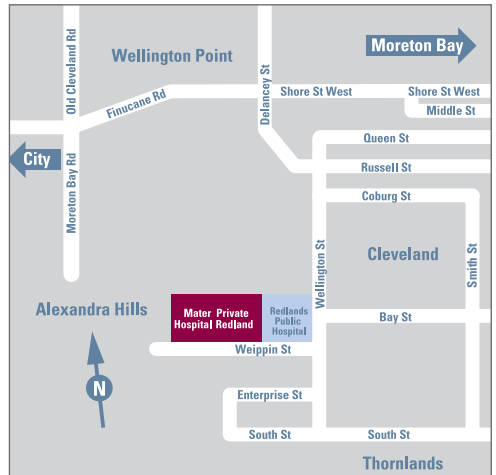 Moreton Bay
Wellington Point
Old Cleveland Rd
Delancey St
Finucane Rd
Shore St West
Shore St West
Middle St
Queen St
City
Moreton Bay Rd
Russell St
Coburg St
Wellington St
Cleveland
Smith St
Alexandra Hills
Mater Private
Hospital Redland
Redlands
Public
Hospital
Bay St
Weippin St
N
Enterprise St
South St
South St
Thornlands